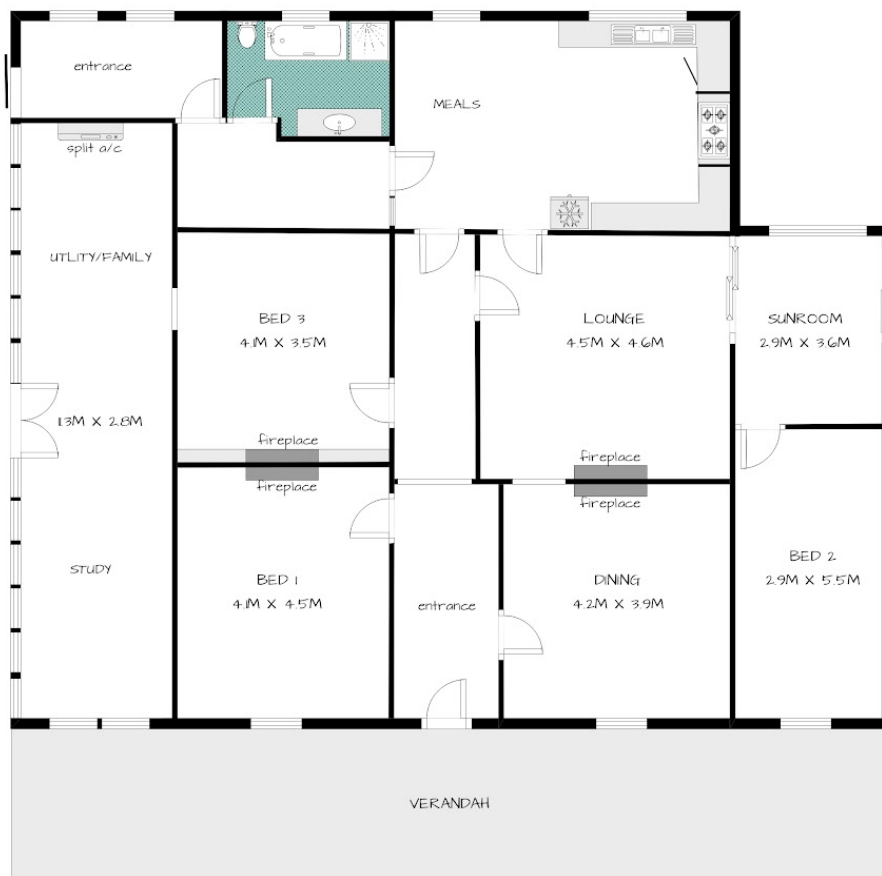 entrance
MEALS
split a/c
UTLITY/FAMILY
BED 3
4.1M X 3.5M
LOUNGE
4.5M X 4.6M
SUNROOM
2.9M X 3.6M
11.3M X 2.8M
fireplace
fireplace
fireplace
fireplace
STUDY
BED 1
4.1M X 4.5M
entrance
DINING
4.2M X 3.9M
BED 2
2.9M X 5.5M
VERANDAH